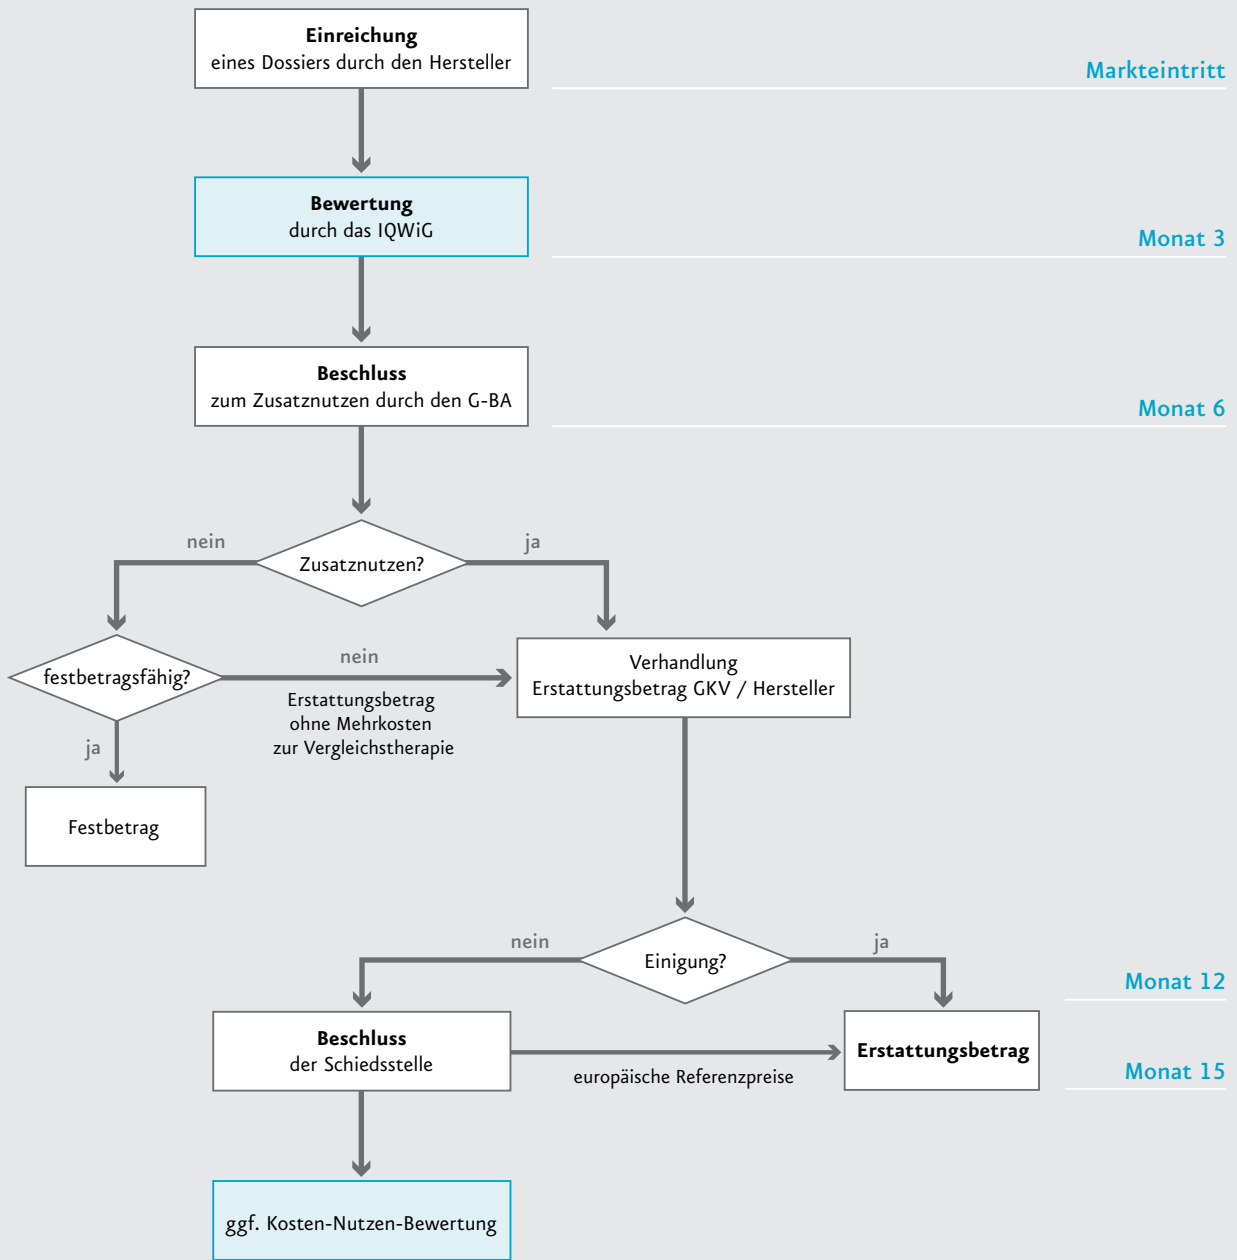 Einreichung
eines Dossiers durch den Hersteller
Markteintritt
Bewertung
durch das IQWiG
Monat 3
Beschluss
zum Zusatznutzen durch den G-BA
Monat 6
nein
ja
Zusatznutzen?
festbetragsfähig?
nein
Erstattungsbetrag
ohne Mehrkosten
zur Vergleichstherapie
Verhandlung
Erstattungsbetrag GKV / Hersteller
ja
Festbetrag
nein
ja
Einigung?
Monat 12
Beschluss
der Schiedsstelle
europäische Referenzpreise
Erstattungsbetrag
Monat 15
ggf. Kosten-Nutzen-Bewertung